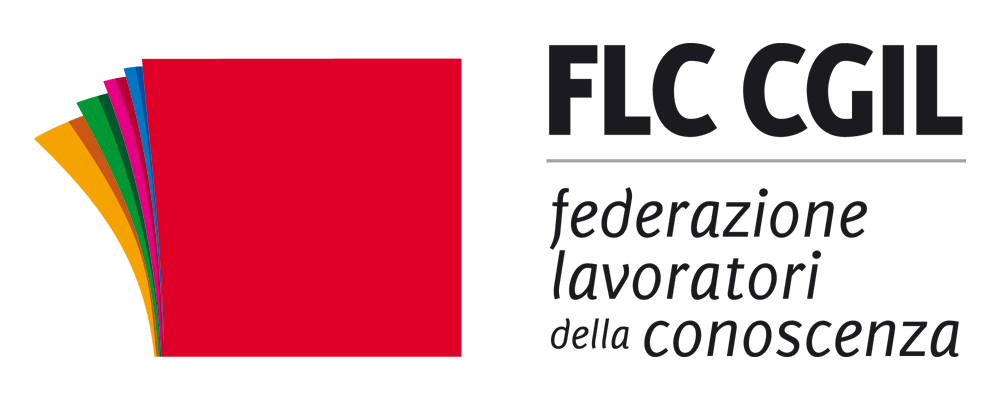 FLC CGIL
federazione
lavoratori
della conoscenza